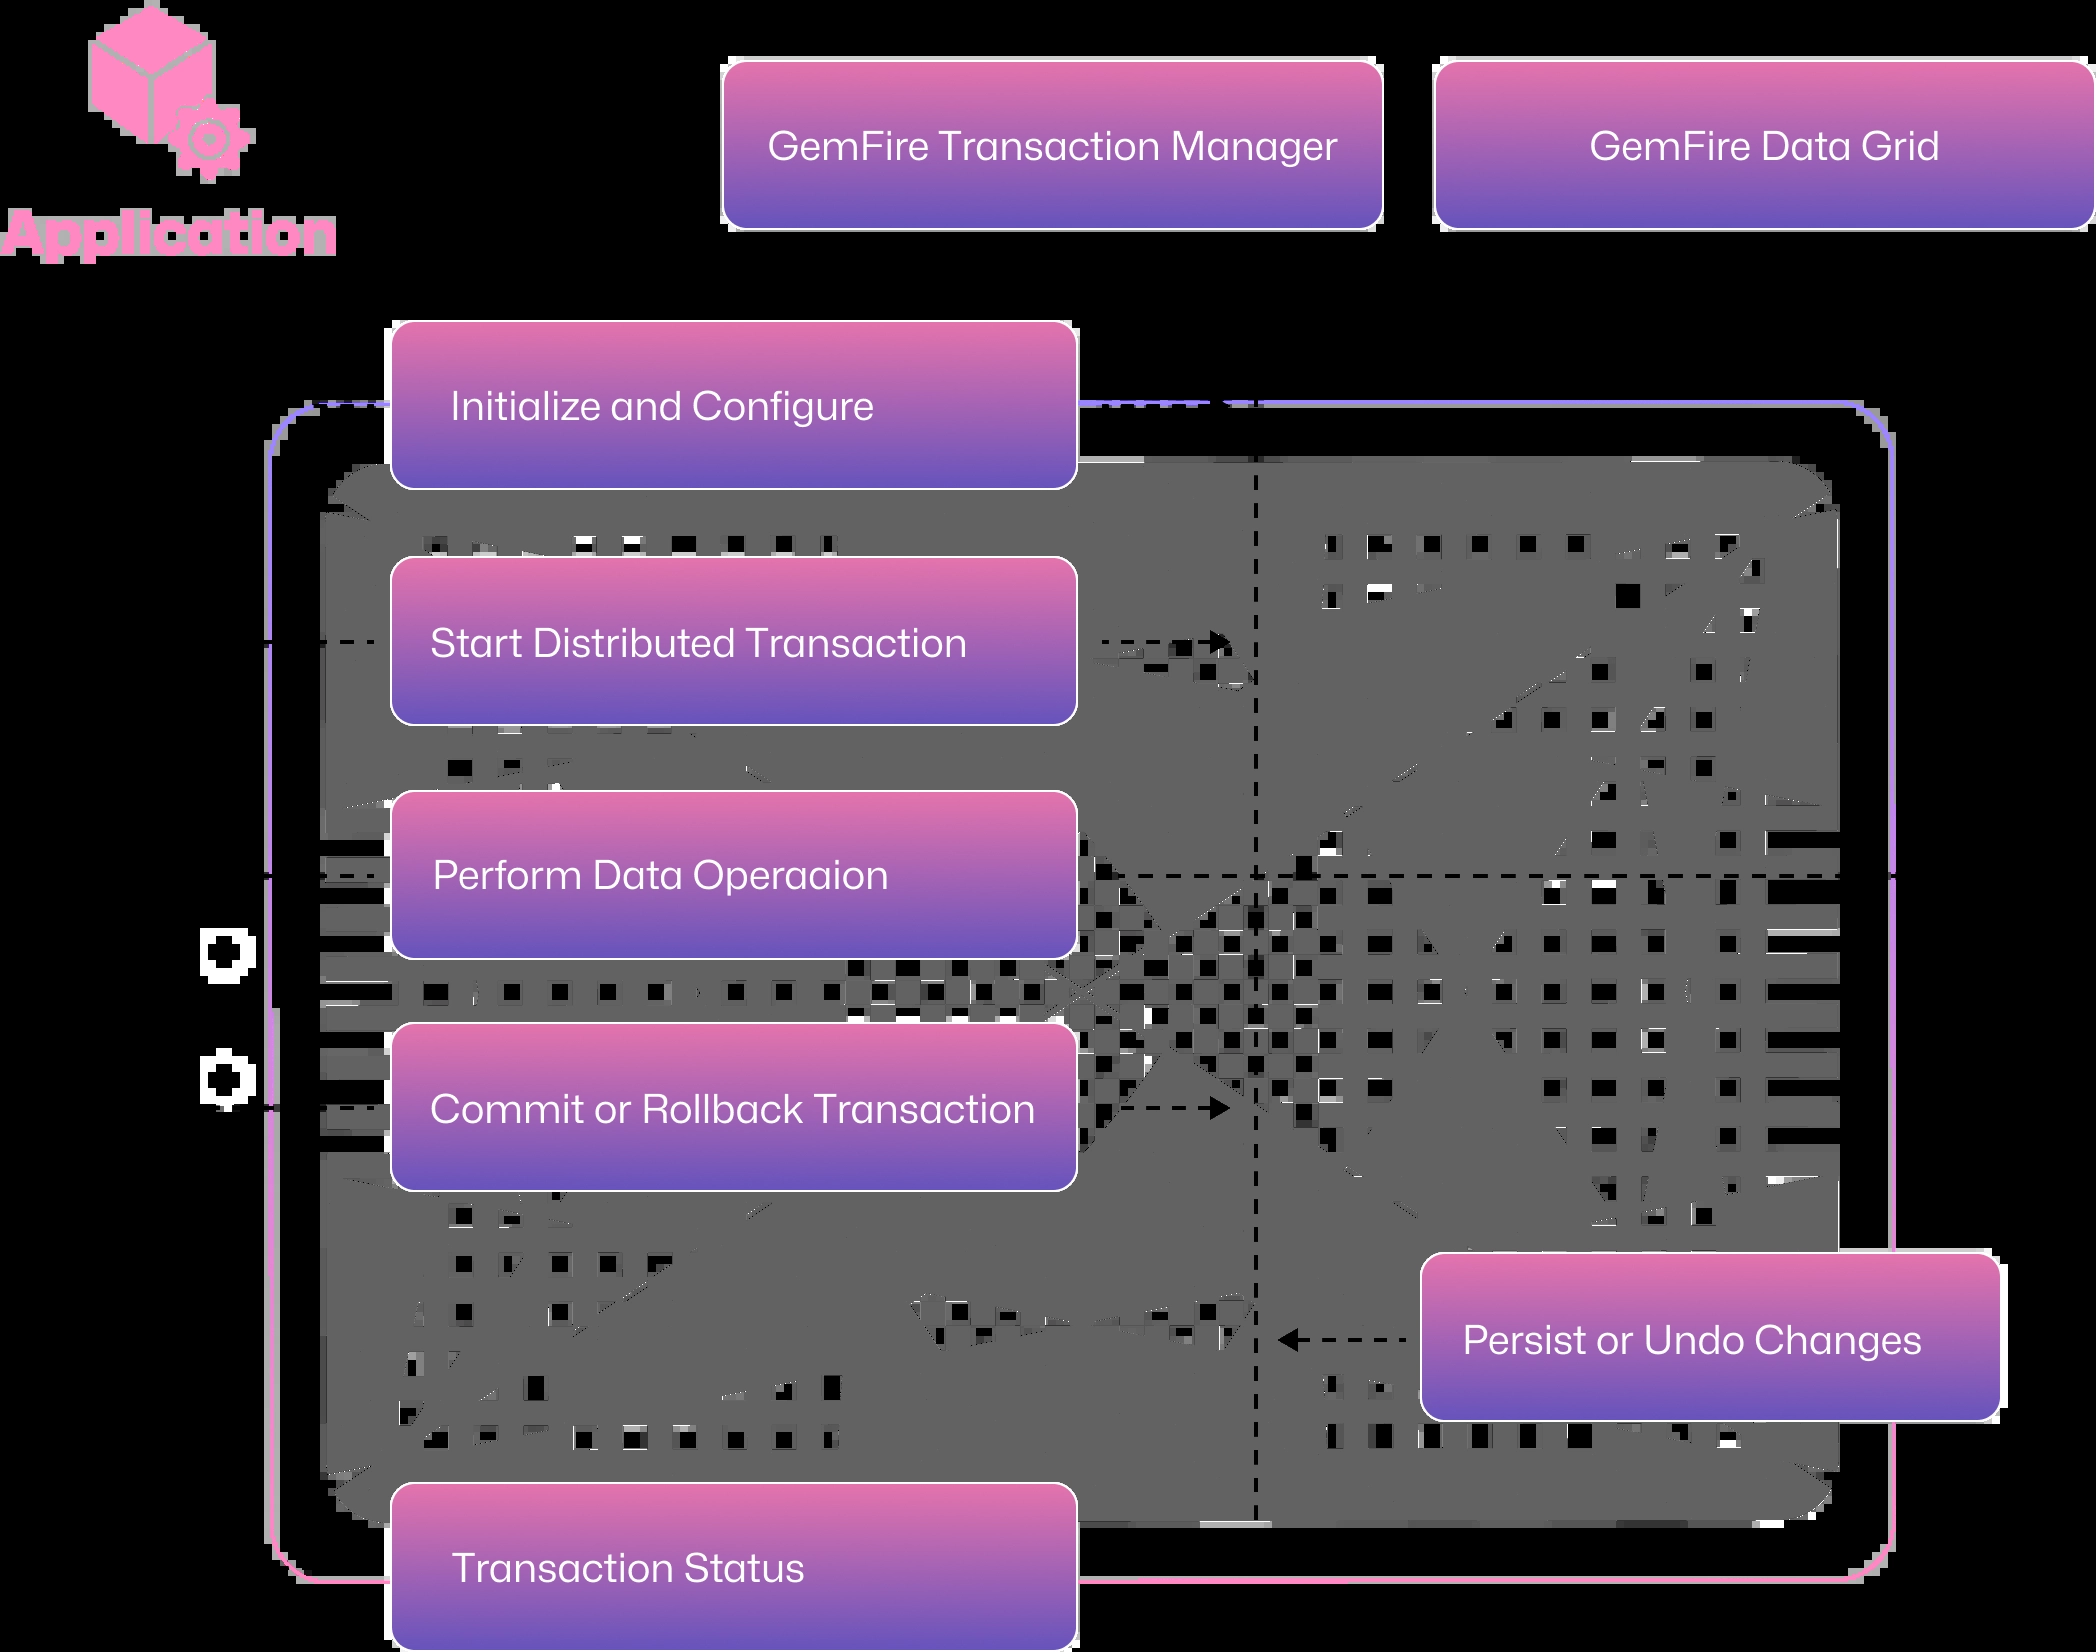 Application
GemFire Transaction Manager
GemFire Data Grid
Initialize and Configure
Start Distributed Transaction
Perform Data Operaaion
Commit or Rollback Transaction
Persist or Undo Changes
Transaction Status